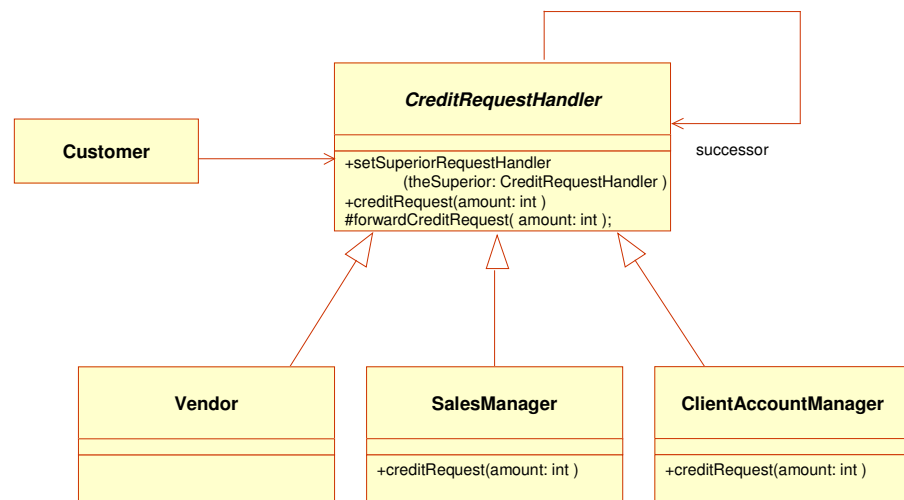 CreditRequestHandler
Customer
successor
+setSuperiorRequestHandler
(theSuperior: CreditRequestHandler )
+creditRequest(amount: int )
#forwardCreditRequest( amount: int );
Vendor
SalesManager
ClientAccountManager
+creditRequest(amount: int )
+creditRequest(amount: int )